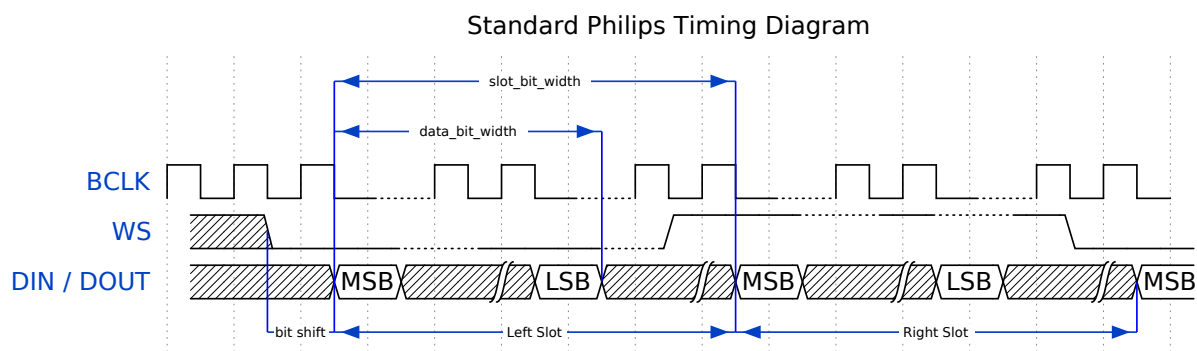 Standard Philips Timing Diagram
slot_bit_width
data_bit_width
BCLK
WS
DIN / DOUT
MSB
LSB
MSB
LSB
MSB
bit shift
Left Slot
Right Slot